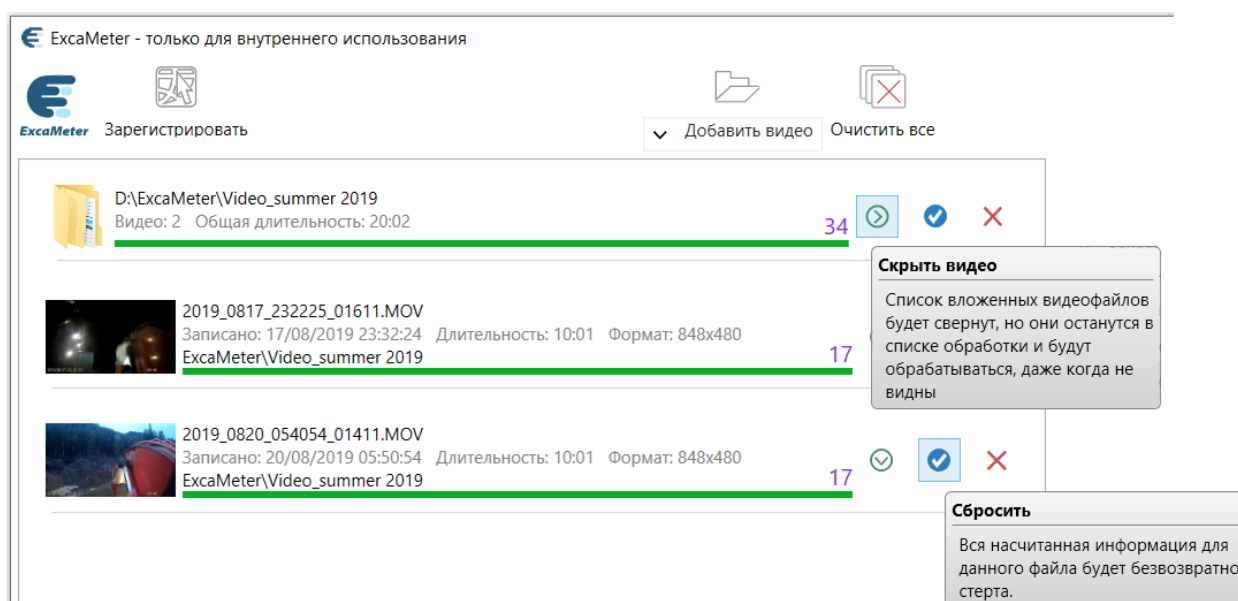 ExcaMeter - только для внутреннего использования
ExcaMeter Зарегистрировать Добавить видео Очистить все
D:\ExcaMeter\Video_summer 2019
Видео: 2 Общая длительность: 20:02
34
Скрыть видео
Список вложенных видеофайлов
будет свернут, но они останутся в
списке обработки и будут
обрабатываться, даже когда не
видны
2019_0817_232225_01611.MOV
Записано: 17/08/2019 23:32:24 Длительность: 10:01 Формат: 848x480
ExcaMeter\Video_summer 2019
17
2019_0820_054054_01411.MOV
Записано: 20/08/2019 05:50:54 Длительность: 10:01 Формат: 848x480
ExcaMeter\Video_summer 2019
17
Сбросить
Вся насчитанная информация для
данного файла будет безвозвратно
стерта.